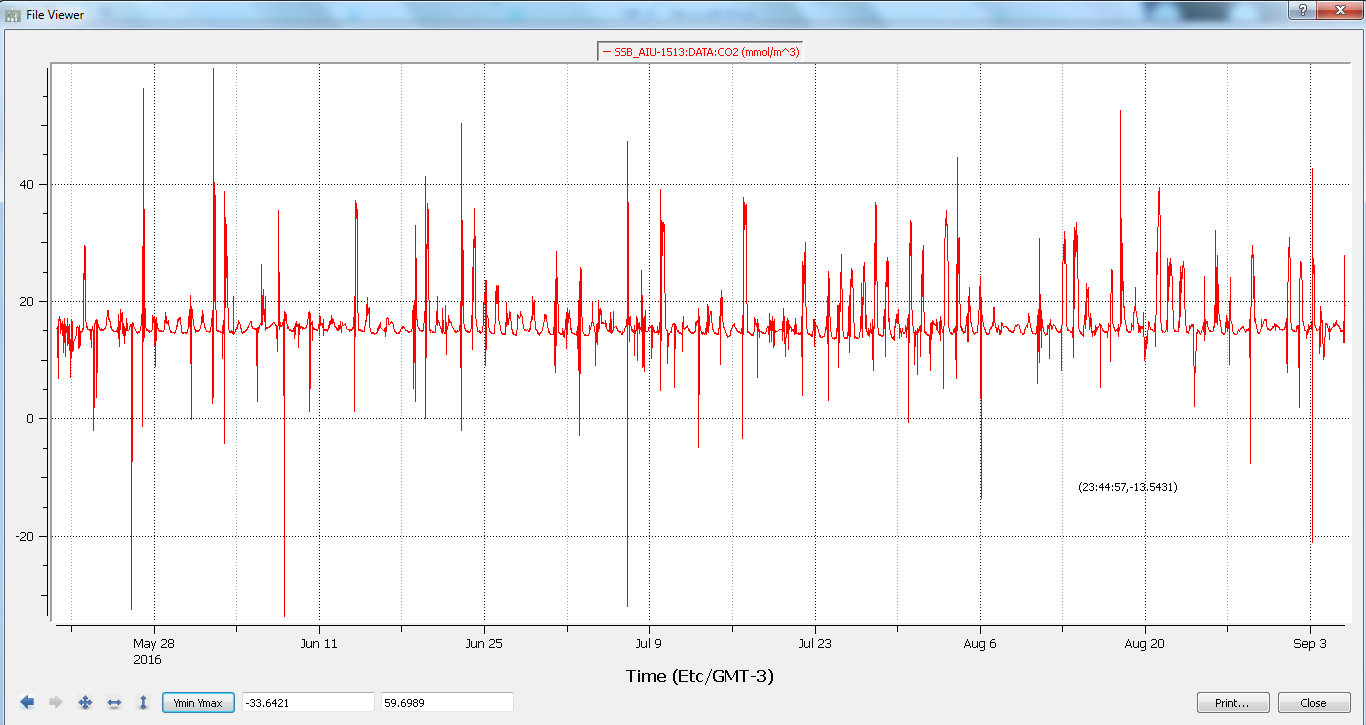 File Viewer
SSB_AIU-1513:DATA:CO2 (mmol/m^3)
40
20
0
-20
(23:44:57,-13.5431)
May 28 Jun 11 Jun 25 Jul 9 Jul 23 Aug 6 Aug 20 Sep 3
2016
Time (Etc/GMT-3)
Ymin Ymax -33.6421 59.6989 Print... Close